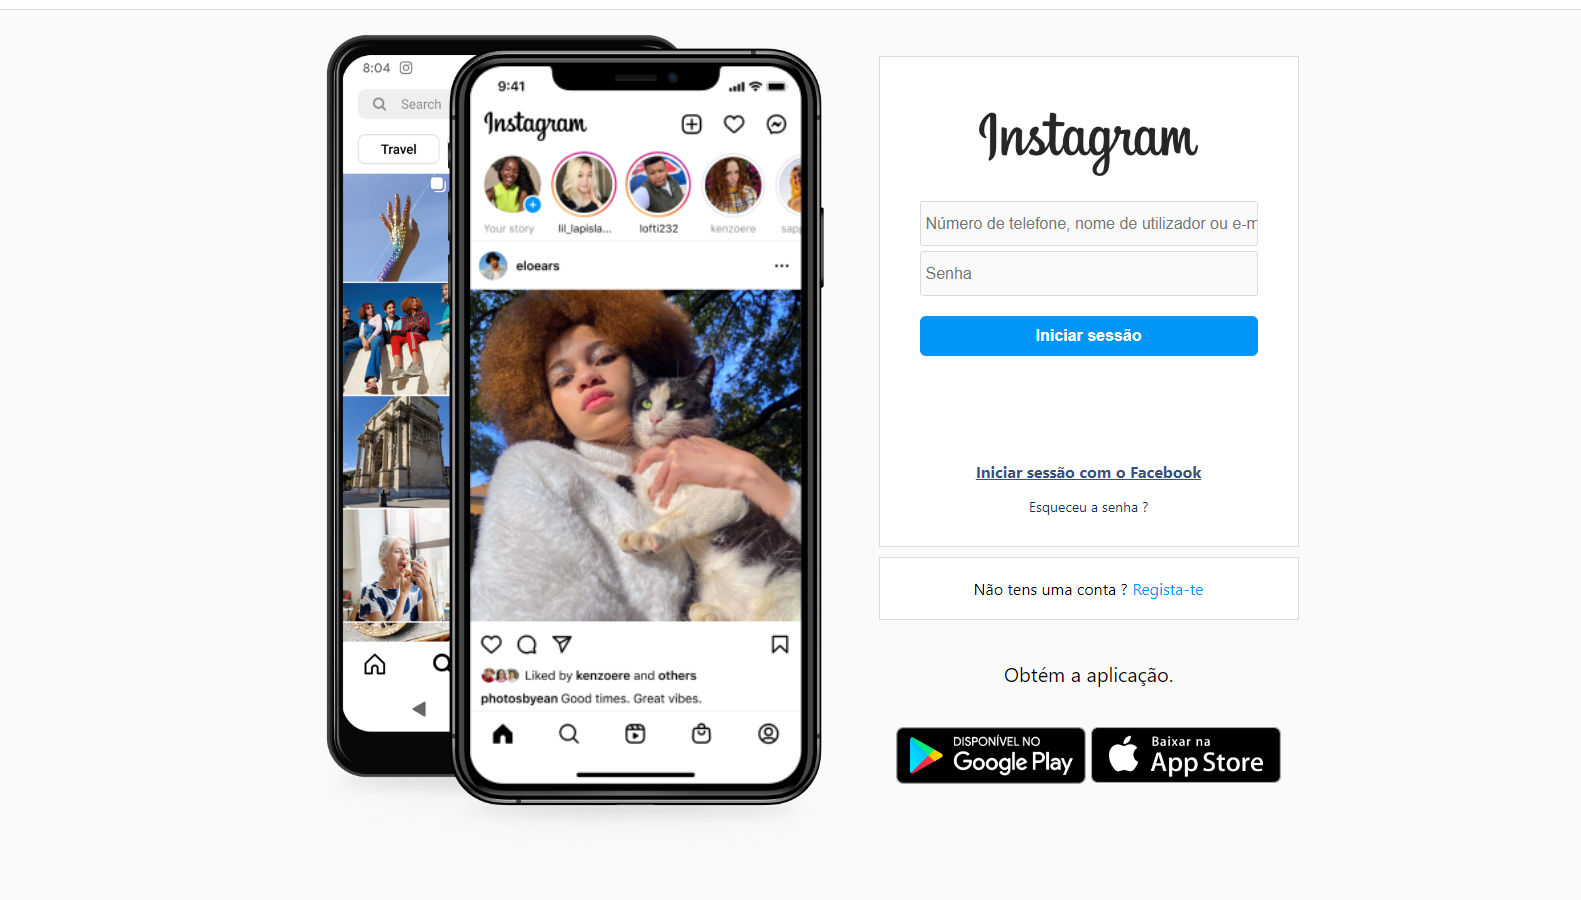 8:04
Search
Travel
9:41
Instagram
Your story
lil_lapisla...
lofti232
kenzoere
sapp
eloears
Liked by kenzoere and others
photosbyean Good times. Great vibes.
Instagram
Número de telefone, nome de utilizador ou e-m
Senha
Iniciar sessão
Iniciar sessão com o Facebook
Esqueceu a senha ?
Não tens uma conta ? Regista-te
Obtém a aplicação.
DISPONÍVEL NO
Google Play
Baixar na
App Store